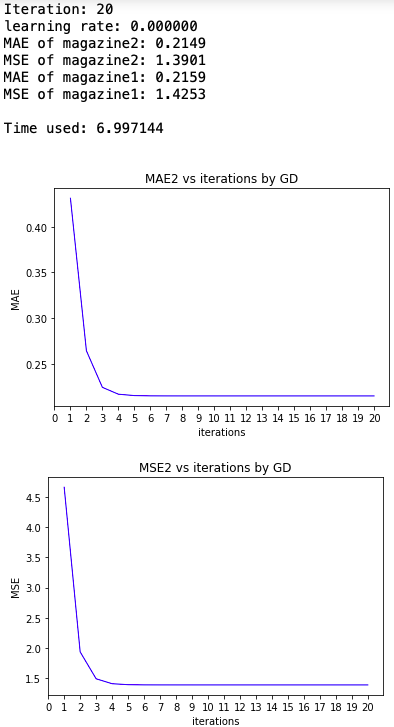 Iteration: 20
learning rate: 0.000000
MAE of magazine2: 0.2149
MSE of magazine2: 1.3901
MAE of magazine1: 0.2159
MSE of magazine1: 1.4253
Time used: 6.997144
MAE2 vs iterations by GD
0.40
0.35
0.30
0.25
MAE
0 1 2 3 4 5 6 7 8 9 10 11 12 13 14 15 16 17 18 19 20
iterations
MSE2 vs iterations by GD
4.5
4.0
3.5
3.0
2.5
2.0
1.5
MSE
0 1 2 3 4 5 6 7 8 9 10 11 12 13 14 15 16 17 18 19 20
iterations